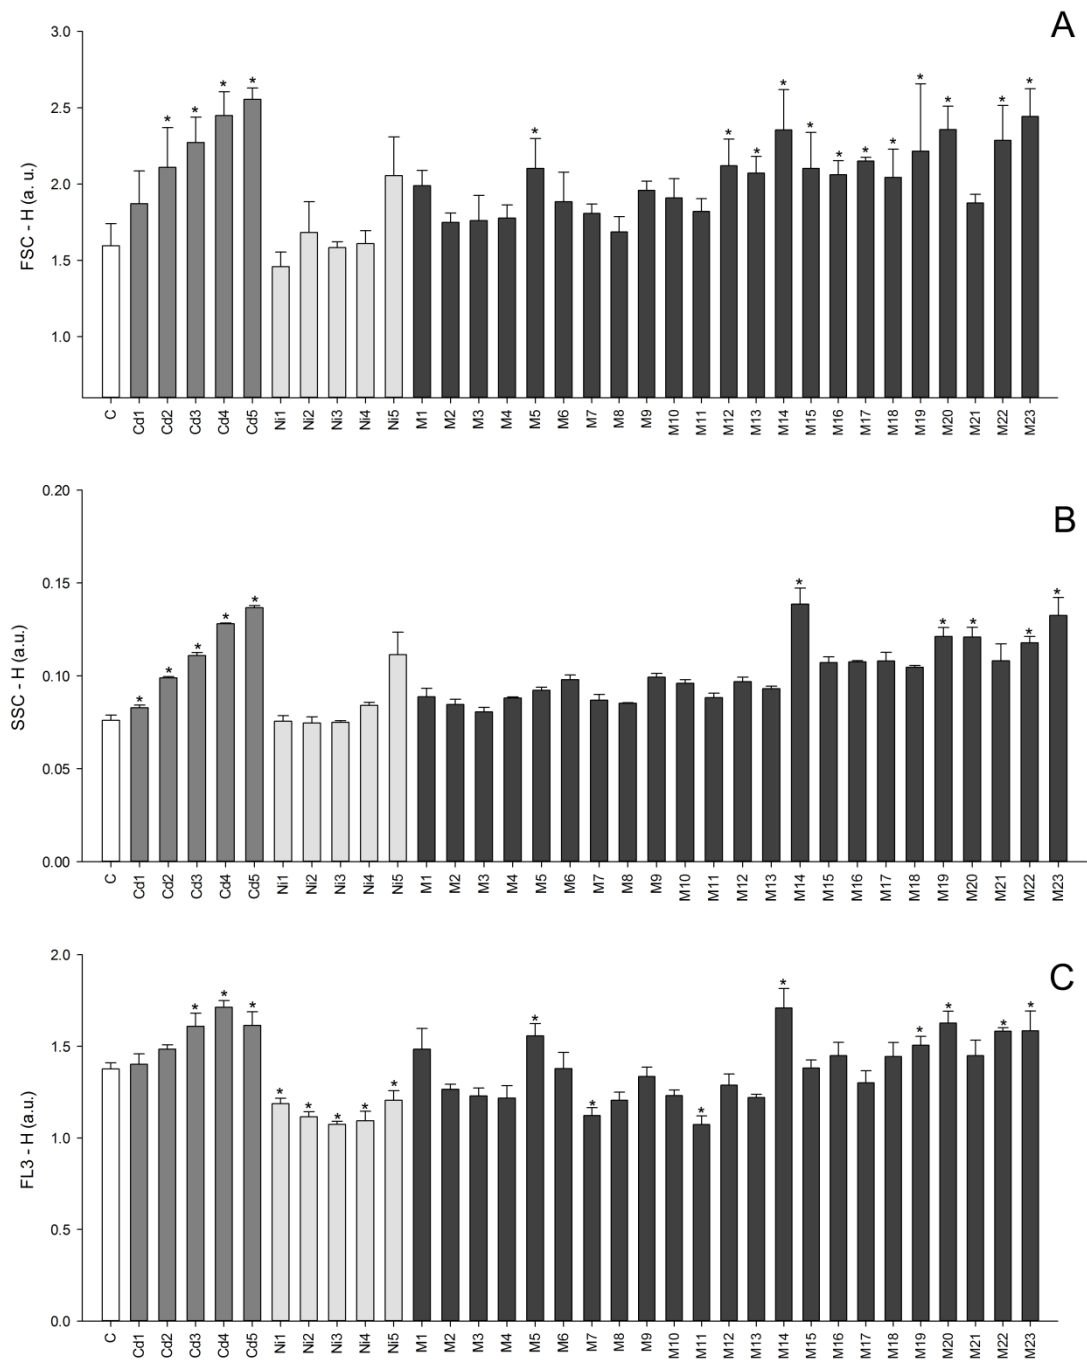 A
3.0
2.5
2.0
1.5
1.0
FSC - H (a. u.)
* * * * * * * * * * * * * * * *
C Cd1 Cd2 Cd3 Cd4 Cd5 Ni1 Ni2 Ni3 Ni4 Ni5 M1 M2 M3 M4 M5 M6 M7 M8 M9 M10 M11 M12 M13 M14 M15 M16 M17 M18 M19 M20 M21 M22 M23
B
0.20
0.15
0.10
0.05
0.00
SSC - H (a.u.)
* * * * * * * * * *
C Cd1 Cd2 Cd3 Cd4 Cd5 Ni1 Ni2 Ni3 Ni4 Ni5 M1 M2 M3 M4 M5 M6 M7 M8 M9 M10 M11 M12 M13 M14 M15 M16 M17 M18 M19 M20 M21 M22 M23
C
2.0
1.5
1.0
0.5
0.0
FL3 - H (a.u.)
* * * * * * * * * * * * * * * *
C Cd1 Cd2 Cd3 Cd4 Cd5 Ni1 Ni2 Ni3 Ni4 Ni5 M1 M2 M3 M4 M5 M6 M7 M8 M9 M10 M11 M12 M13 M14 M15 M16 M17 M18 M19 M20 M21 M22 M23